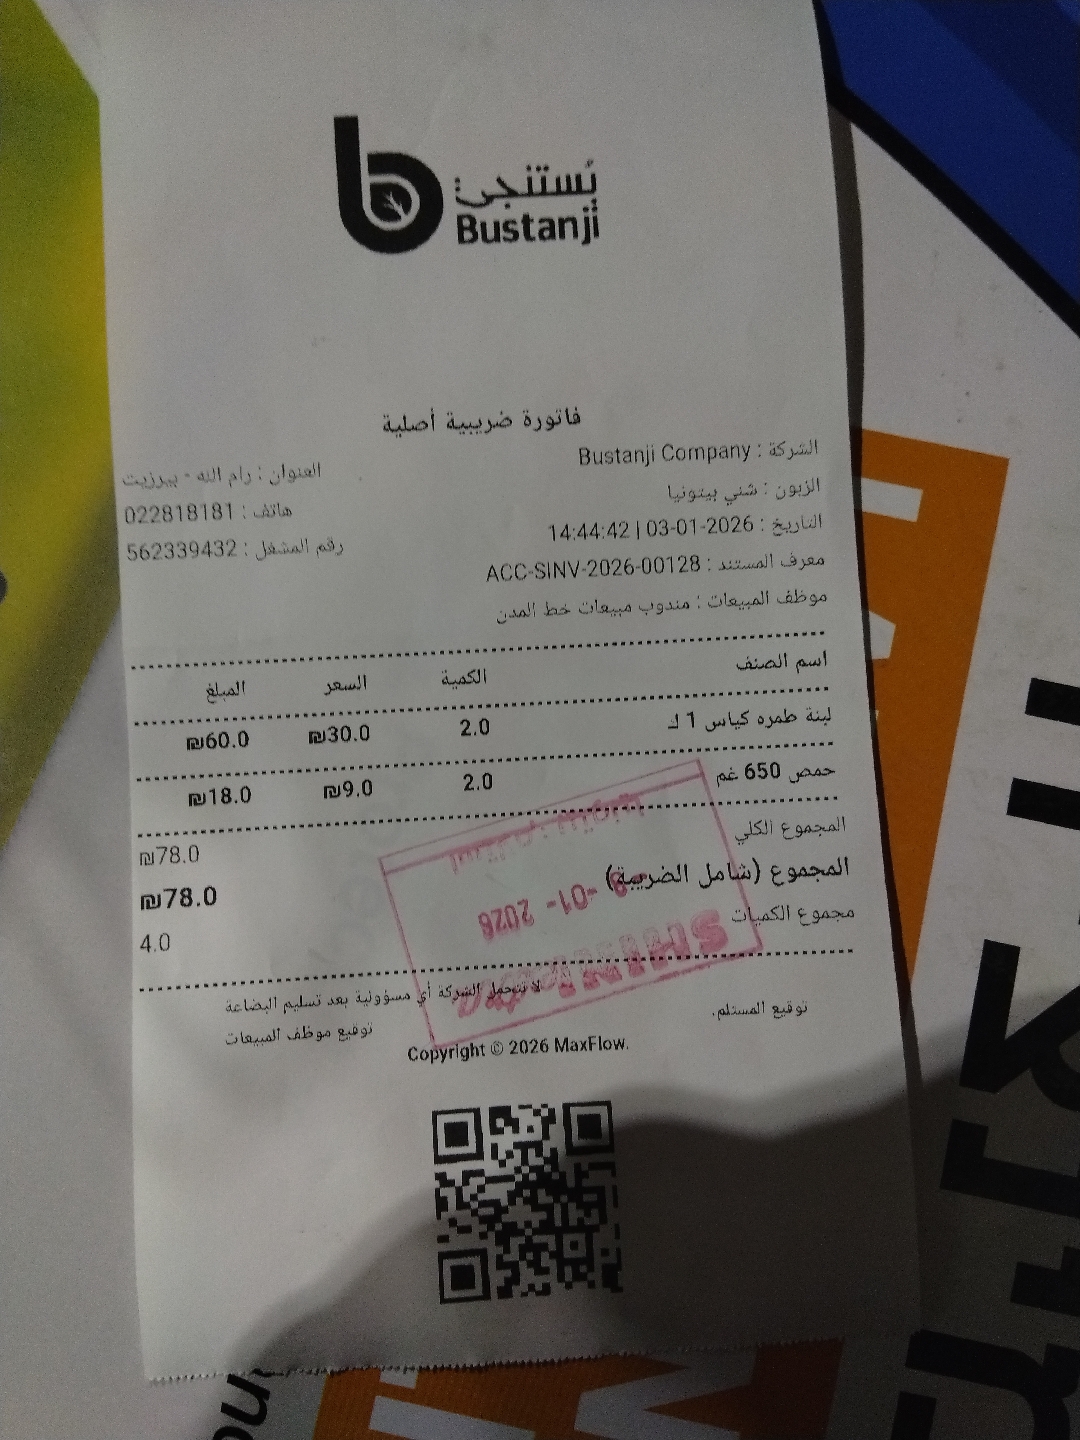 بُستنجي
Bustanji
فاتورة ضريبية أصلية
الشركة : Bustanji Company
الزبون : شني بيتونيا
التاريخ : 03-01-2026 | 14:44:42
معرف المستند : ACC-SINV-2026-00128
موظف المبيعات : مندوب مبيعات خط المدن
العنوان : رام الله - بيرزيت
هاتف : 022818181
رقم المشغل : 562339432
اسم الصنف الكمية السعر المبلغ
لبنة طمره كياس 1 ك 2.0 ₪30.0 ₪60.0
حمص 650 غم 2.0 ₪9.0 ₪18.0
المجموع الكلي ₪78.0
المجموع (شامل الضريبة) ₪78.0
مجموع الكميات 4.0
-01- 2026
لا تتحمل الشركة أي مسؤولية بعد تسليم البضاعة
توقيع المستلم.
توقيع موظف المبيعات
Copyright © 2026 MaxFlow.